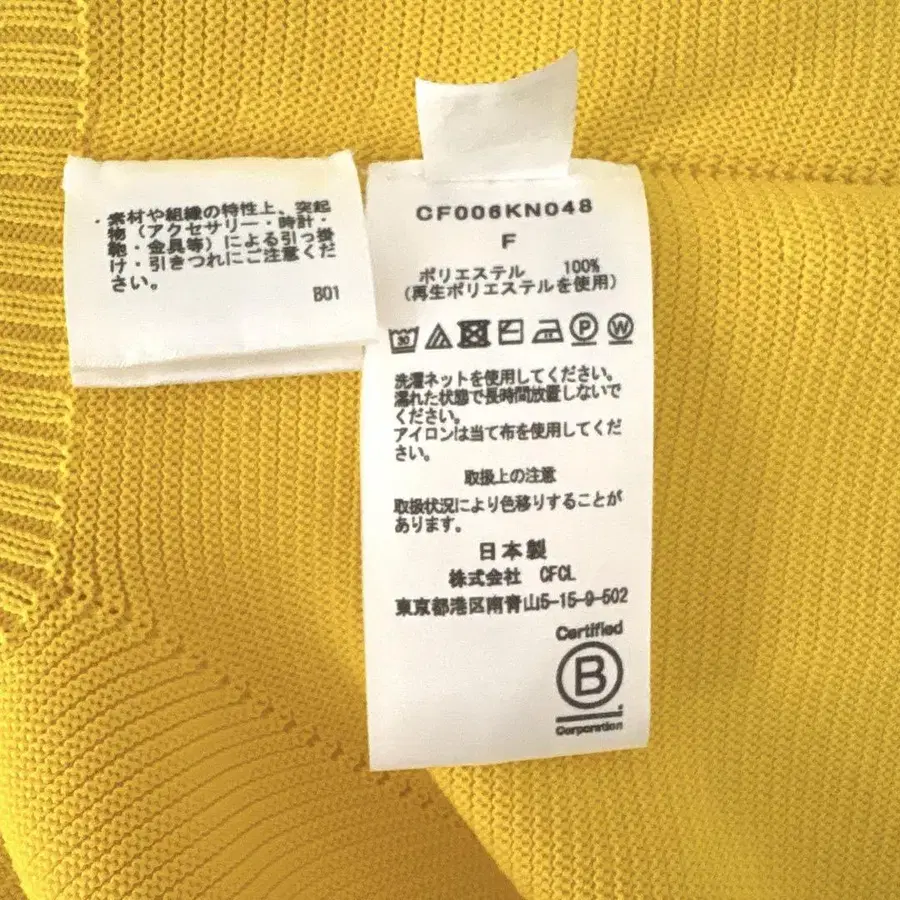 ・素材や組織の特性上、突起
物（アクセサリー・時計・
鞄・金具等）による引っ掛
け・引きつれにご注意くだ
さい。
B01
CF006KN048
F
ポリエステル 100%
（再生ポリエステルを使用）
30
P
W
洗濯ネットを使用してください。
濡れた状態で長時間放置しないで
ください。
アイロンは当て布を使用してくだ
さい。
取扱上の注意
取扱状況により色移りすることが
あります。
日本製
株式会社 CFCL
東京都港区南青山5-15-9-502
Certified
B
Corporation